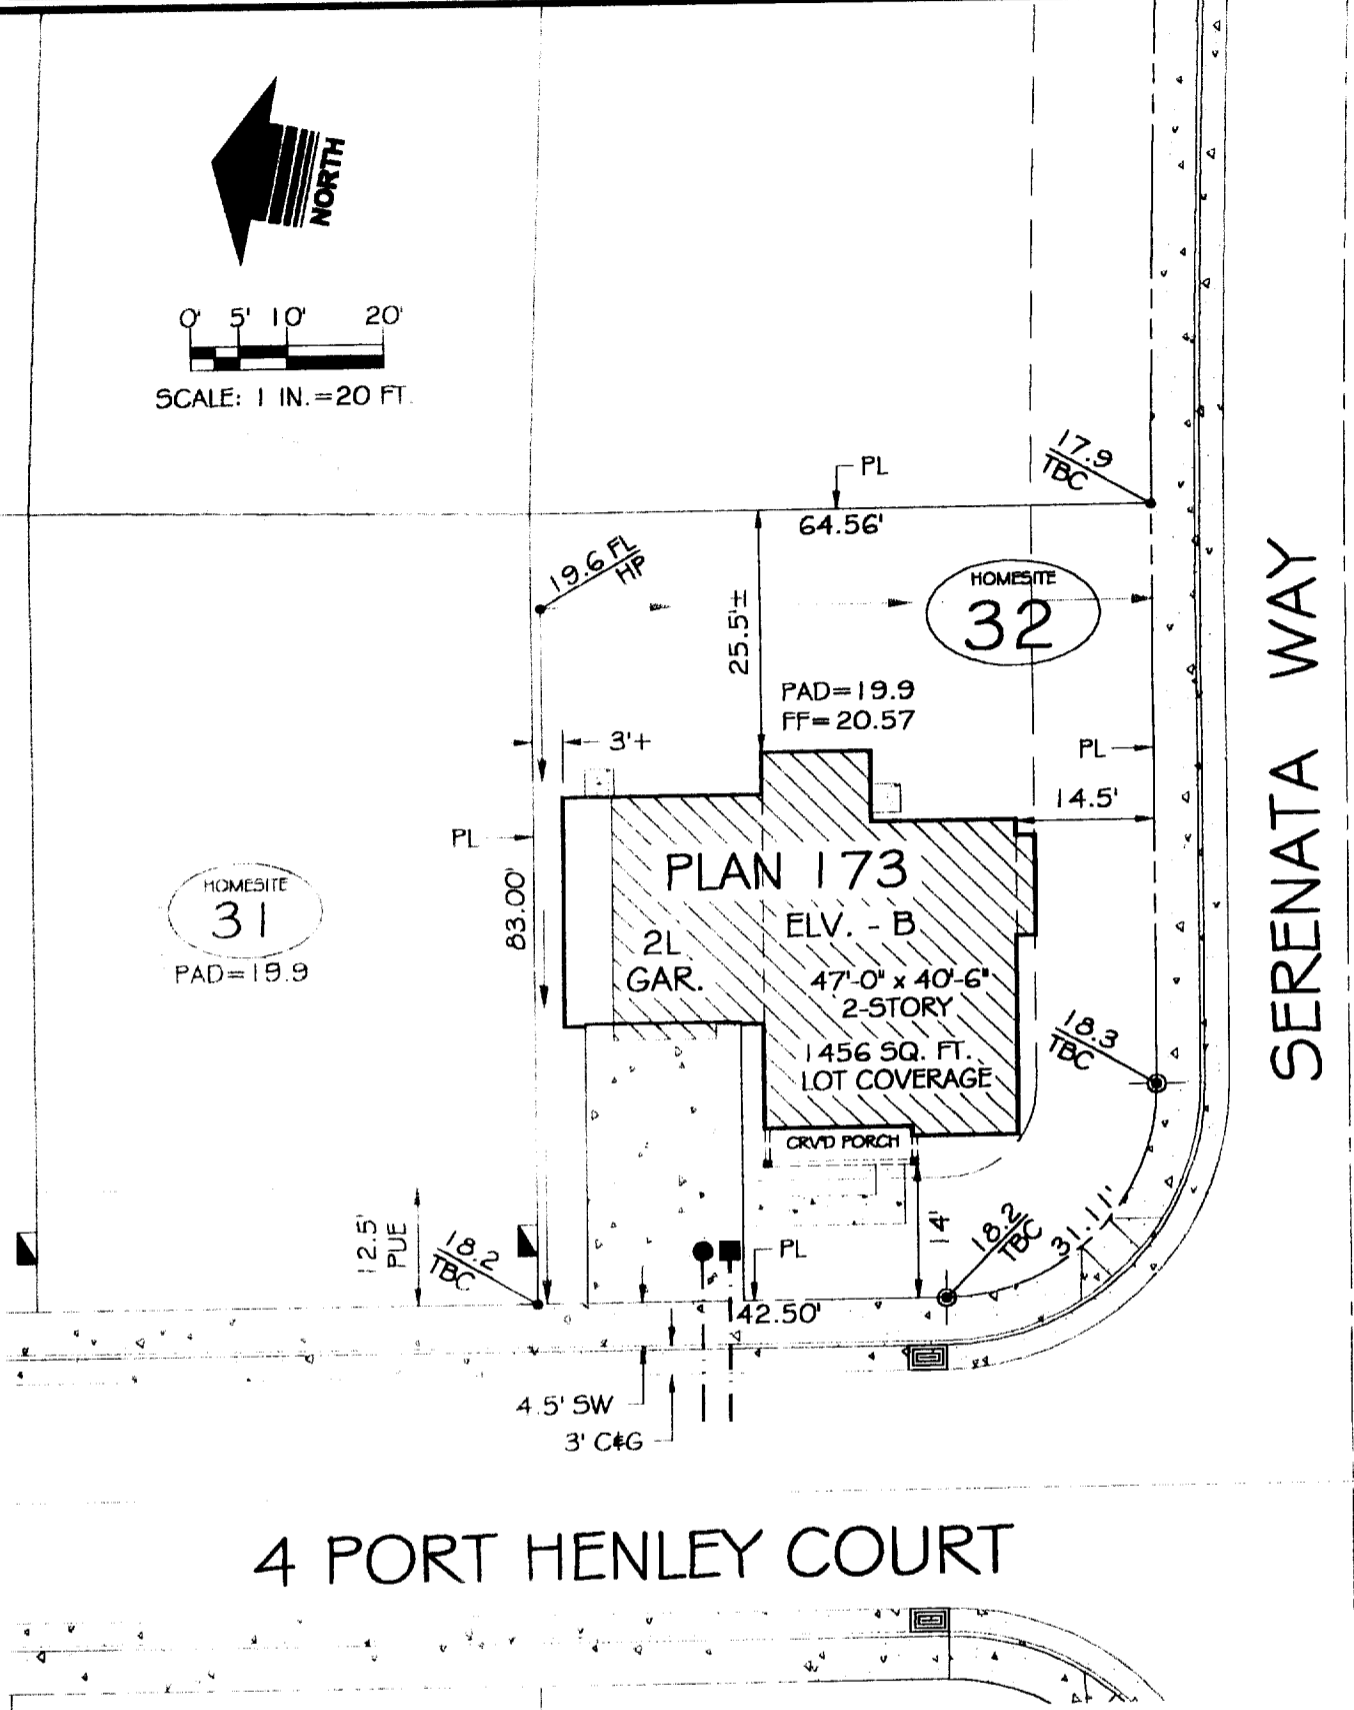 NORTH
0' 5' 10' 20'
SCALE: 1 IN.=20 FT.
PL
17.9
TBC
64.56'
19.6 FL
HP
25.5'±
HOMESITE
32
PAD=19.9
FF=20.57
3'+
PL
14.5'
PL
PLAN 173
ELV. - B
2L
GAR.
47'-0" x 40'-6"
2-STORY
1456 SQ. FT.
LOT COVERAGE
83.00'
HOMESITE
31
PAD=19.9
18.3
TBC
CRV'D PORCH
12.5'
PUE
18.2
TBC
PL
14'
18.2
TBC
31.11'
42.50'
4.5' SW
3' C&G
SERENATA WAY
4 PORT HENLEY COURT